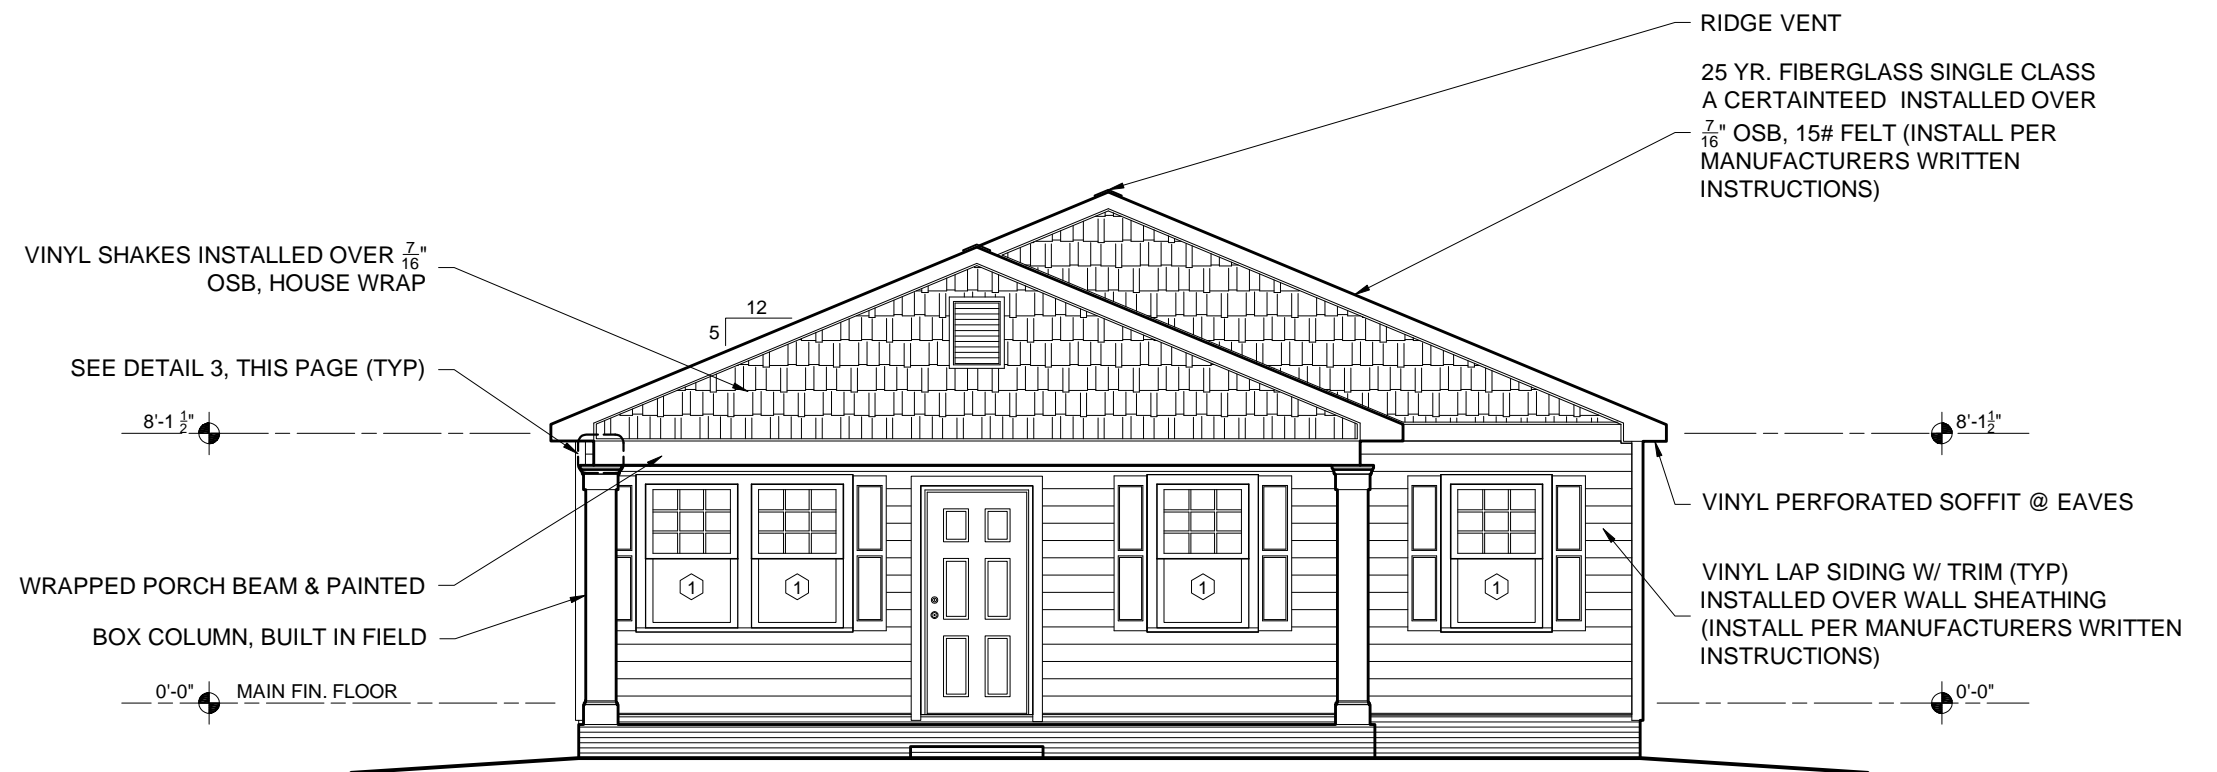 RIDGE VENT
25 YR. FIBERGLASS SINGLE CLASS
A CERTAINTEED INSTALLED OVER
7/16" OSB, 15# FELT (INSTALL PER
MANUFACTURERS WRITTEN
INSTRUCTIONS)
VINYL SHAKES INSTALLED OVER 7/16"
OSB, HOUSE WRAP
12
5
SEE DETAIL 3, THIS PAGE (TYP)
8'-1 1/2"
8'-1 1/2"
VINYL PERFORATED SOFFIT @ EAVES
WRAPPED PORCH BEAM & PAINTED
1
1
1
1
VINYL LAP SIDING W/ TRIM (TYP)
INSTALLED OVER WALL SHEATHING
(INSTALL PER MANUFACTURERS WRITTEN
INSTRUCTIONS)
BOX COLUMN, BUILT IN FIELD
0'-0" MAIN FIN. FLOOR
0'-0"